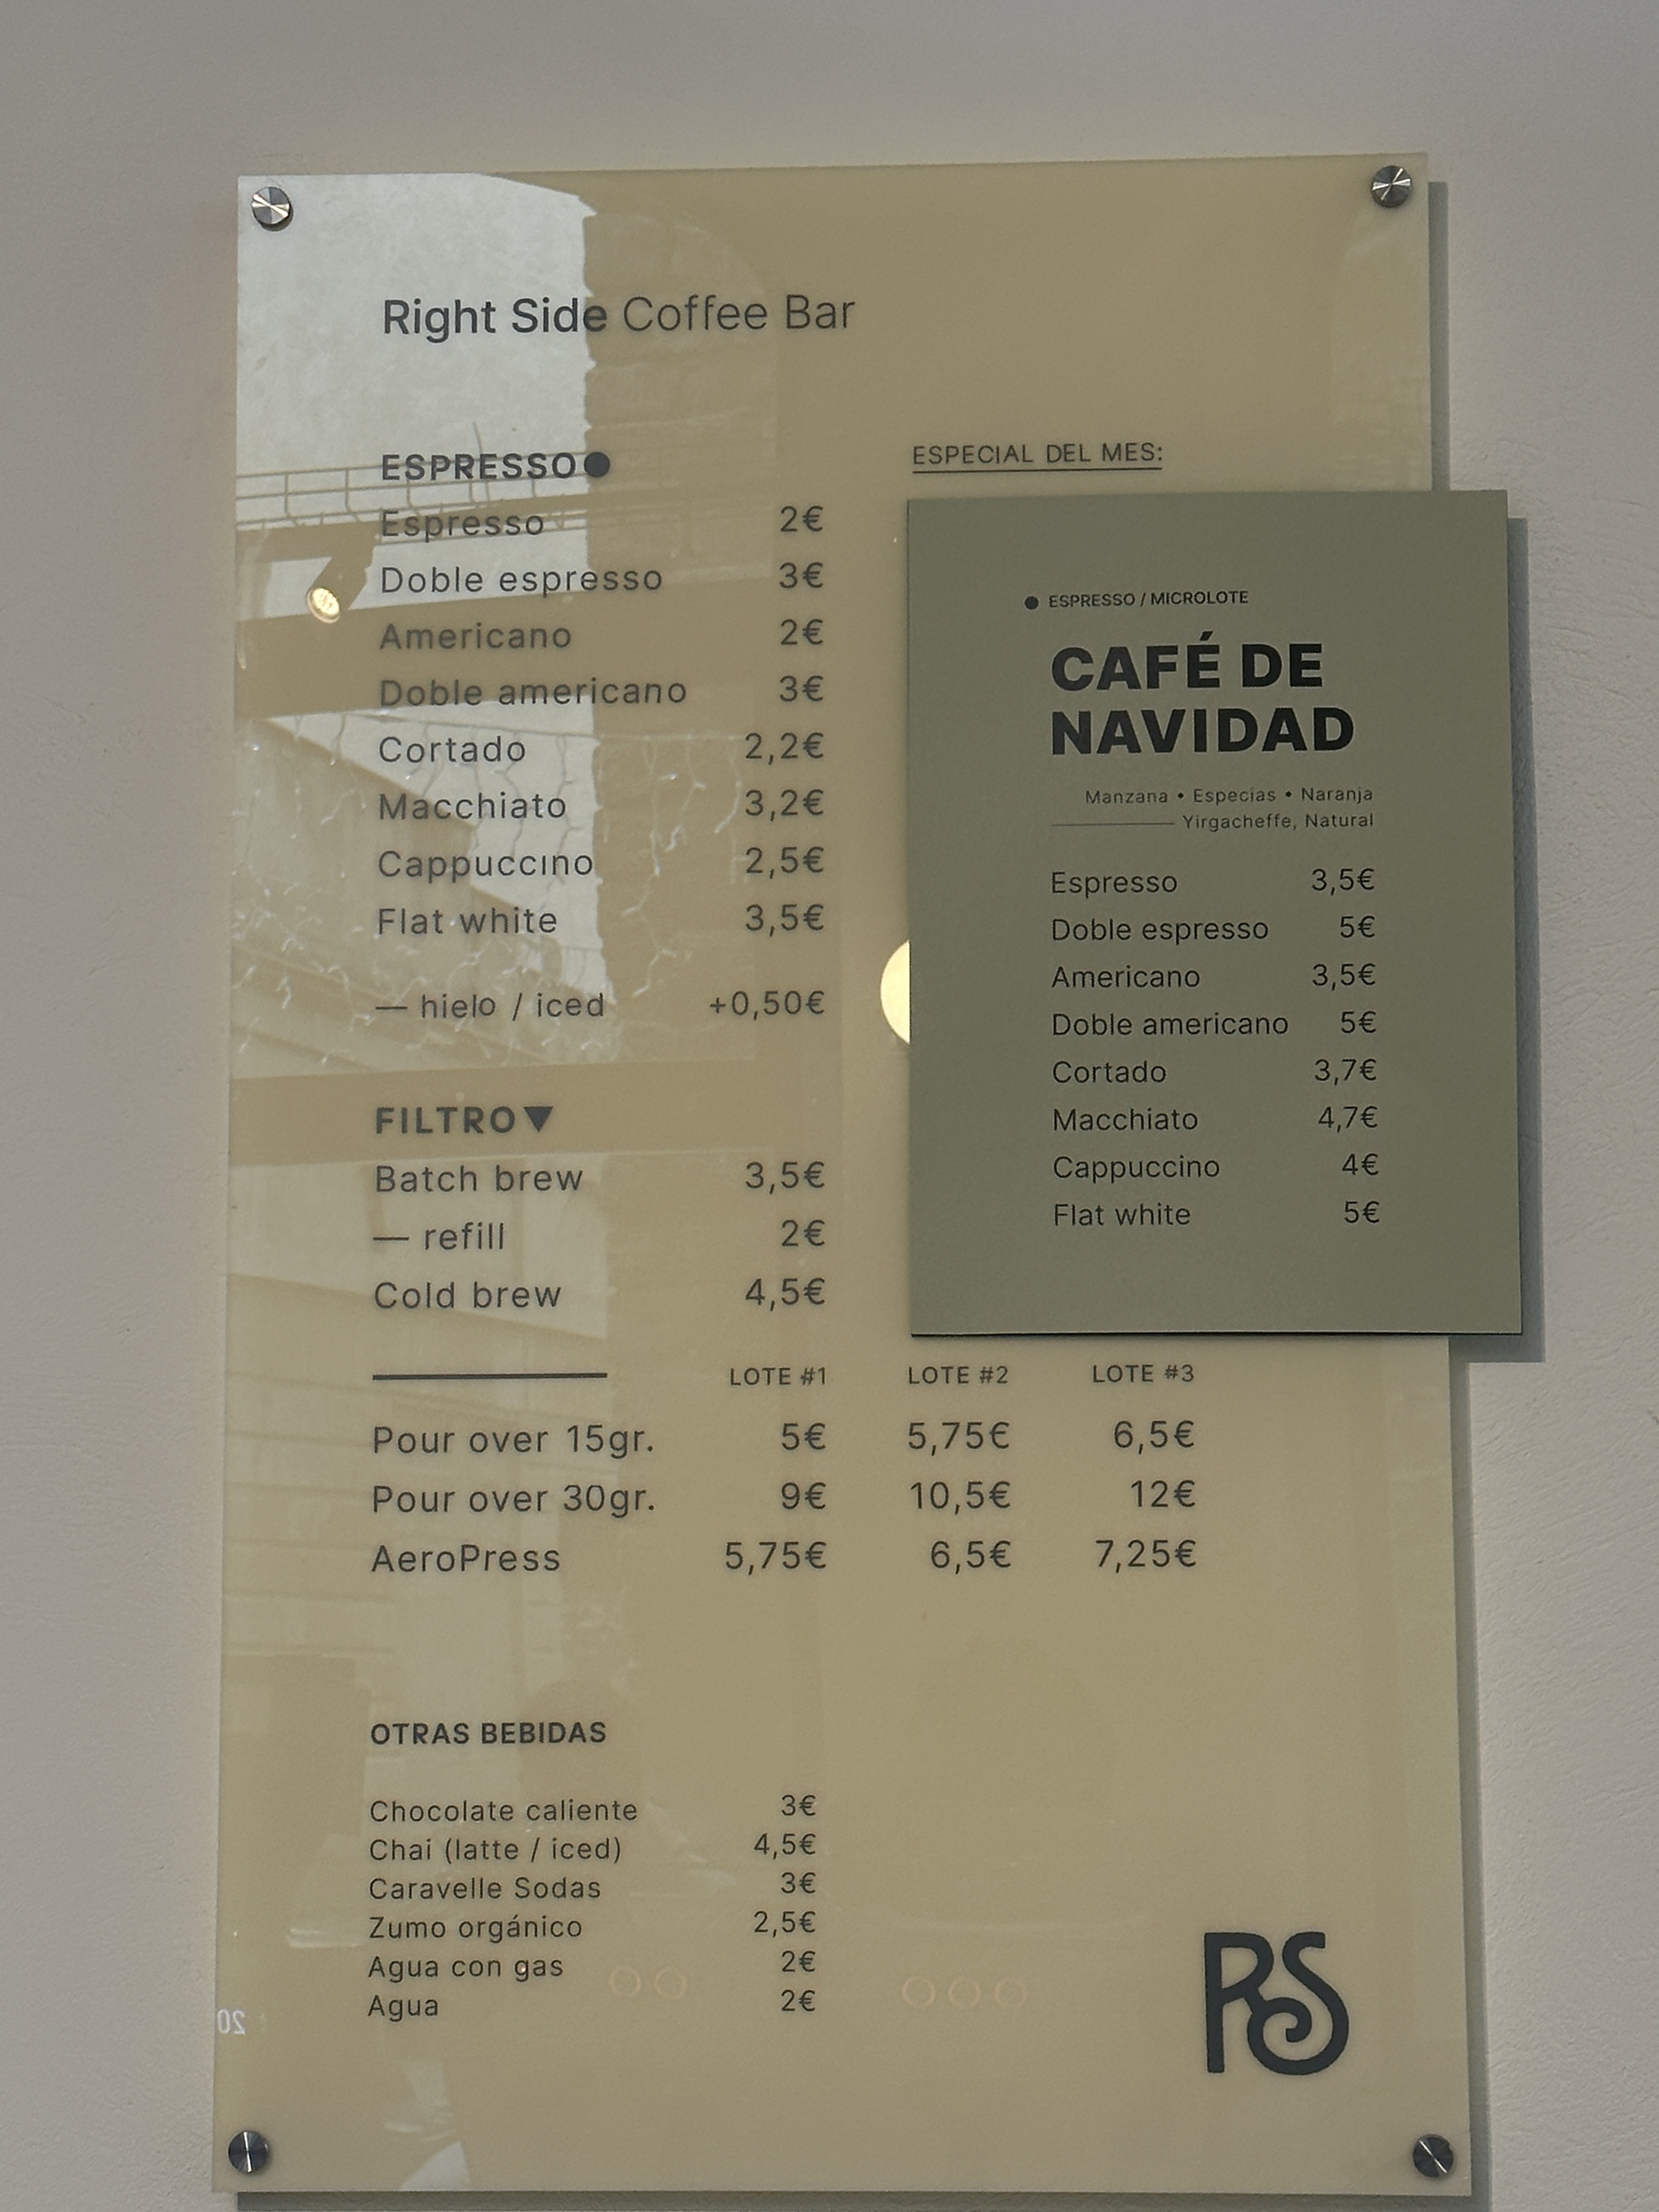 Right Side Coffee Bar
ESPRESSO●
Espresso 2€
Doble espresso 3€
Americano 2€
Doble americano 3€
Cortado 2,2€
Macchiato 3,2€
Cappuccino 2,5€
Flat white 3,5€
— hielo / iced +0,50€
FILTRO▼
Batch brew 3,5€
— refill 2€
Cold brew 4,5€
ESPECIAL DEL MES:
● ESPRESSO / MICROLOTE
CAFÉ DE
NAVIDAD
Manzana • Especias • Naranja
Yirgacheffe, Natural
Espresso 3,5€
Doble espresso 5€
Americano 3,5€
Doble americano 5€
Cortado 3,7€
Macchiato 4,7€
Cappuccino 4€
Flat white 5€
LOTE #1 LOTE #2 LOTE #3
Pour over 15gr. 5€ 5,75€ 6,5€
Pour over 30gr. 9€ 10,5€ 12€
AeroPress 5,75€ 6,5€ 7,25€
OTRAS BEBIDAS
Chocolate caliente 3€
Chai (latte / iced) 4,5€
Caravelle Sodas 3€
Zumo orgánico 2,5€
Agua con gas 2€
Agua 2€
RS
20